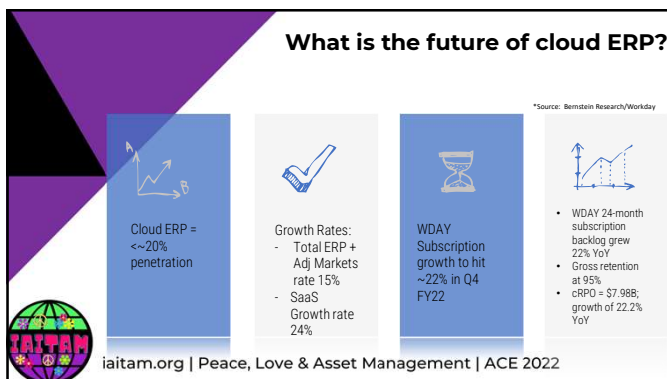 What is the future of cloud ERP?
*Source: Bernstein Research/Workday
A
B
Cloud ERP =
<~20%
penetration
Growth Rates:
- Total ERP +
Adj Markets
rate 15%
- SaaS
Growth rate
24%
WDAY
Subscription
growth to hit
~22% in Q4
FY22
• WDAY 24-month
subscription
backlog grew
22% YoY
• Gross retention
at 95%
• cRPO = $7.98B;
growth of 22.2%
YoY
IAITAM
iaitam.org | Peace, Love & Asset Management | ACE 2022